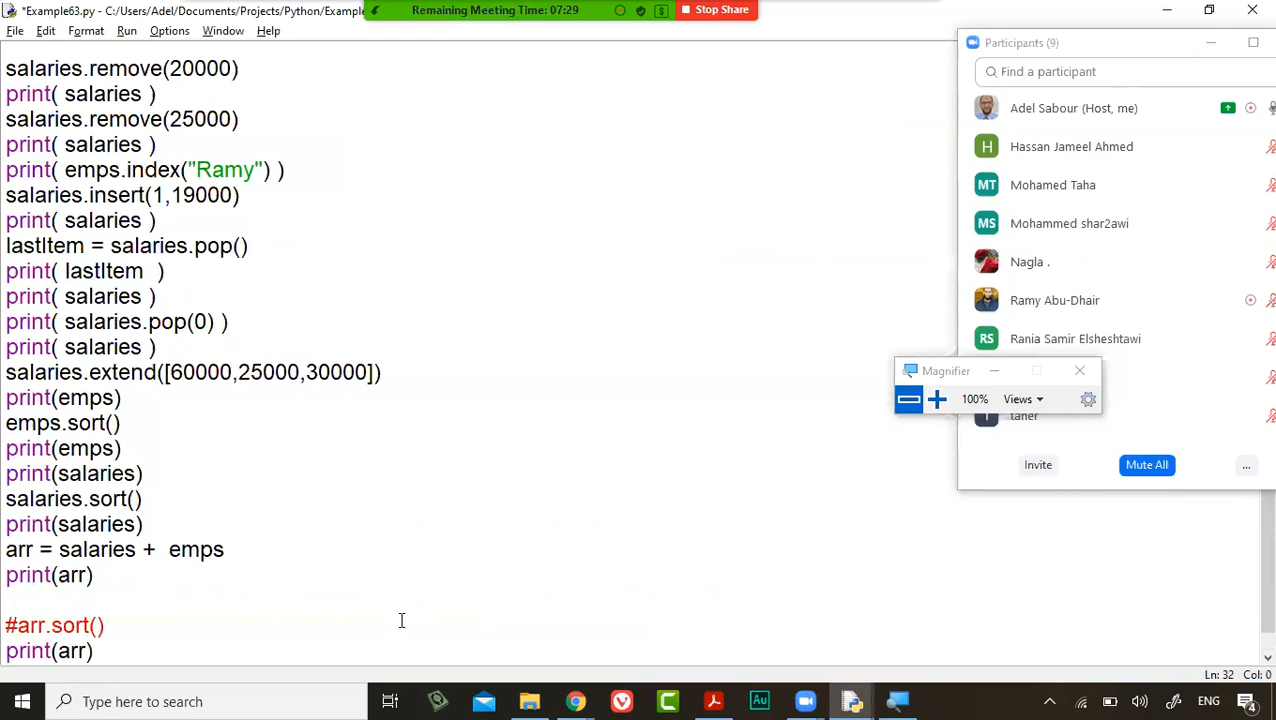 *Example63.py - C:/Users/Adel/Documents/Projects/Python/Example
Remaining Meeting Time: 07:29
Stop Share
File Edit Format Run Options Window Help
salaries.remove(20000)
print( salaries )
salaries.remove(25000)
print( salaries )
print( emps.index("Ramy") )
salaries.insert(1,19000)
print( salaries )
lastItem = salaries.pop()
print( lastItem  )
print( salaries )
print( salaries.pop(0) )
print( salaries )
salaries.extend([60000,25000,30000])
print(emps)
emps.sort()
print(emps)
print(salaries)
salaries.sort()
print(salaries)
arr = salaries +  emps
print(arr)
#arr.sort()
print(arr)
Participants (9)
Find a participant
Adel Sabour (Host, me)
H Hassan Jameel Ahmed
MT Mohamed Taha
MS Mohammed shar2awi
Nagla .
Ramy Abu-Dhair
RS Rania Samir Elsheshtawi
Magnifier
100% Views
taher
Invite Mute All ...
Ln: 32 Col: 0
Type here to search
Au
ENG
4